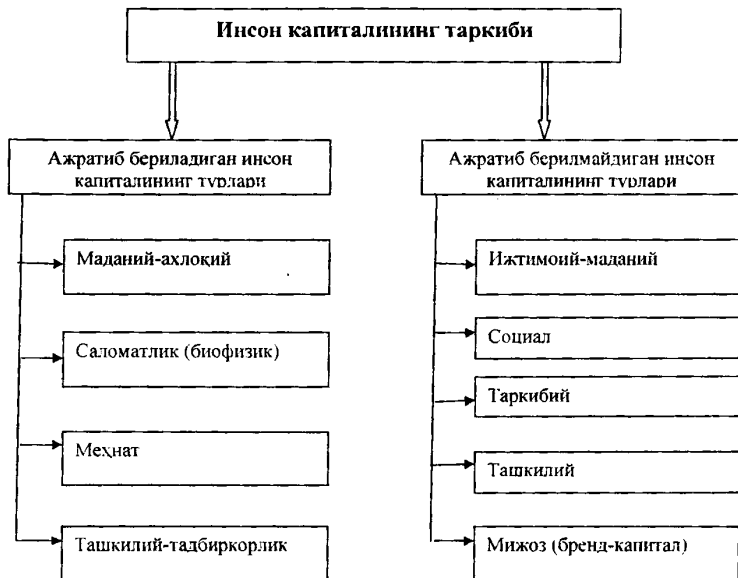 Инсон капиталининг таркиби
Ажратиб бериладиган инсон
капиталининг турлари
Маданий-ахлоқий
Саломатлик (биофизик)
Меҳнат
Ташкилий-тадбиркорлик
Ажратиб берилмайдиган инсон
капиталининг турлари
Ижтимоий-маданий
Социал
Таркибий
Ташкилий
Мижоз (бренд-капитал)